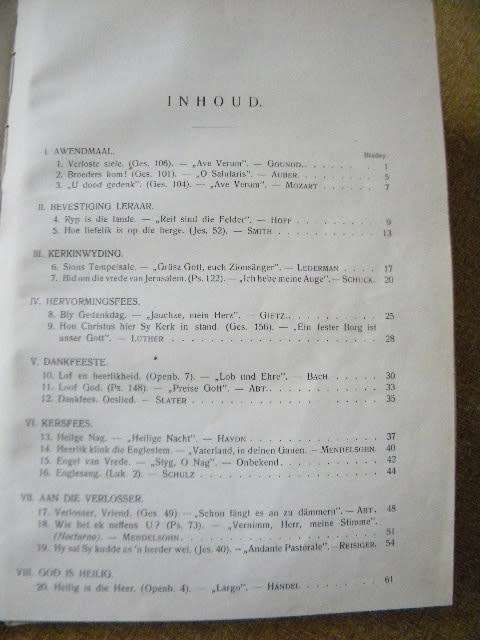 INHOUD.
Bladsy
I. AWENDMAAL.
1. Verloste siele. (Ges. 106). — „Ave Verum". — GOUNOD. . . . . . . . . . 1
2. Broeders kom! (Ges. 101). — „O Salutaris". — AUBER . . . . . . . . . 5
3. „U dood gedenk". (Ges. 104). — „Ave Verum". — MOZART . . . . . . . 7
II. BEVESTIGING LERAAR.
4. Ryp is die lande. — „Reif sind die Felder". — HOPF . . . . . . . . . 9
5. Hoe liefelik is op die berge. (Jes. 52). — SMITH . . . . . . . . . . 13
III. KERKINWYDING.
6. Sions Tempelsale. — „Grüsz Gott, euch Zionsänger". — LEDERMAN . . . . 17
7. Bid om die vrede van Jerusalem. (Ps. 122). — „Ich hebe meine Auge". — SCHUCK. 20
IV. HERVORMINGSFEES.
8. Bly Gedenkdag. — „Jauchze, mein Herz". — GIETZ. . . . . . . . . . . 25
9. Hou Christus hier Sy Kerk in stand. (Ges. 156). — „Ein fester Borg ist
unser Gott". — LUTHER . . . . . . . . . . . . . . . . . 28
V. DANKFEESTE.
10. Lof en heerlikheid. (Openb. 7). — „Lob und Ehre". — BACH . . . . . . 30
11. Loof God. (Ps. 148). — „Preise Gott". — ABT. . . . . . . . . . . . . 33
12. Dankfees. Oeslied. — SLATER . . . . . . . . . . . . . . . . 35
VI. KERSFEES.
13. Heilge Nag. — „Heilige Nacht". — HAYDN . . . . . . . . . . . . . 37
14. Heerlik klink die Englestem. — „Vaterland, in deinen Gauen. — MENDELSOHN 40
15. Engel van Vrede. — „Styg, O Nag". — ONBEKEND . . . . . . . . . . 43
16. Englesang. (Luk. 2). — SCHULZ . . . . . . . . . . . . . . . 44
VII. AAN DIE VERLOSSER.
17. Verlosser, Vriend. (Ges. 49) — „Schon fängt es an zu dämmern". — ABT. 48
18. Wie het ek neffens U? (Ps. 73). — „Vernimm, Herr, meine Stimme".
(Nocturno). — MENDELSOHN . . . . . . . . . . . . . . . . 51
19. Hy sal Sy kudde as 'n herder wei. (Jes. 40). — „Andante Pastorale". — REISIGER. 54
VIII. GOD IS HEILIG.
20. Heilig is die Heer. (Openb. 4). — „Largo". — HÄNDEL . . . . . . . . 61